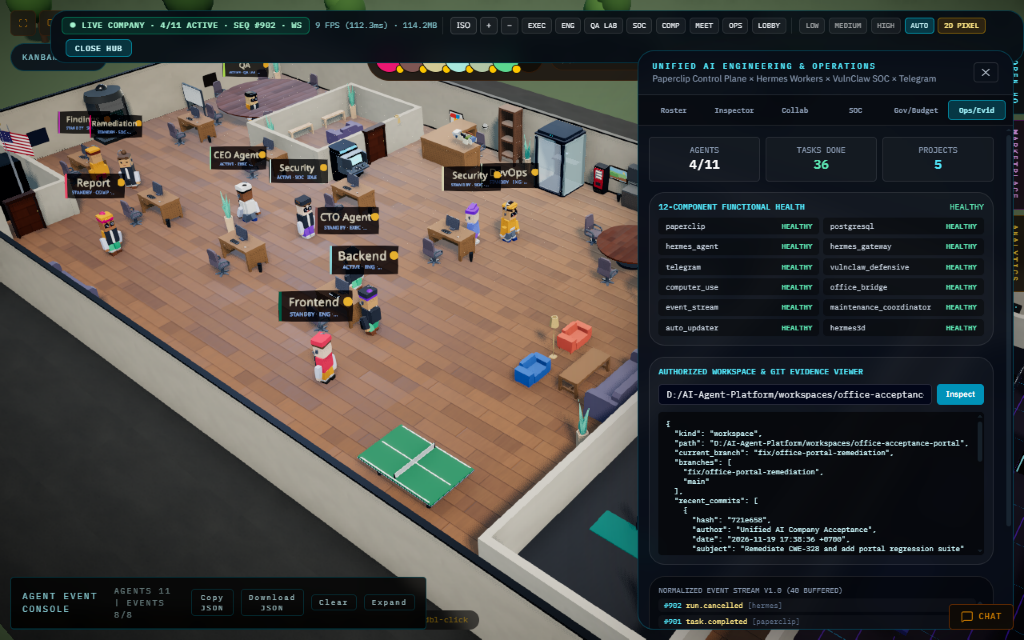 LIVE COMPANY · 4/11 ACTIVE · SEQ #902 · WS
9 FPS (112.3ms) · 114.2MB
ISO
+
−
EXEC
ENG
QA LAB
SOC
COMP
MEET
OPS
LOBBY
LOW
MEDIUM
HIGH
AUTO
2D PIXEL
CLOSE HUB
KANBA
QA
Remediation
CEO Agent
Security
Report
CTO Agent
Security
DevOps
Backend
Frontend
UNIFIED AI ENGINEERING & OPERATIONS
Paperclip Control Plane × Hermes Workers × VulnClaw SOC × Telegram
✕
Roster
Inspector
Collab
SOC
Gov/Budget
Ops/Evid
AGENTS
4/11
TASKS DONE
36
PROJECTS
5
12-COMPONENT FUNCTIONAL HEALTH
HEALTHY
paperclip HEALTHY
postgresql HEALTHY
hermes_agent HEALTHY
hermes_gateway HEALTHY
telegram HEALTHY
vulnclaw_defensive HEALTHY
computer_use HEALTHY
office_bridge HEALTHY
event_stream HEALTHY
maintenance_coordinator HEALTHY
auto_updater HEALTHY
hermes3d HEALTHY
AUTHORIZED WORKSPACE & GIT EVIDENCE VIEWER
D:/AI-Agent-Platform/workspaces/office-acceptanc
Inspect
{
"kind": "workspace",
"path": "D:/AI-Agent-Platform/workspaces/office-acceptance-portal",
"current_branch": "fix/office-portal-remediation",
"branches": [
"fix/office-portal-remediation",
"main"
],
"recent_commits": [
{
"hash": "721e658",
"author": "Unified AI Company Acceptance",
"date": "2026-11-19 17:38:36 +0700",
"subject": "Remediate CWE-328 and add portal regression suite"
NORMALIZED EVENT STREAM V1.0 (40 BUFFERED)
#902 run.cancelled [hermes]
#901 task.completed [paperclip]
CHAT
AGENT EVENT
CONSOLE
AGENTS 11
| EVENTS
8/8
Copy
JSON
Download
JSON
Clear
Expand
dbl-click
MARKETPLACE
ANALYTICS